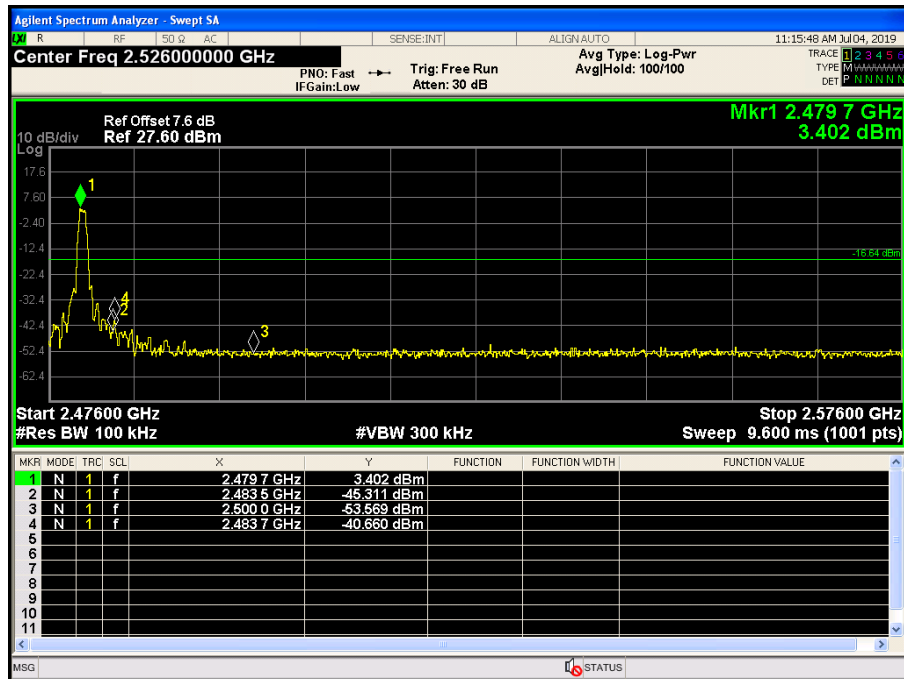 Agilent Spectrum Analyzer - Swept SA
LXI R RF 50 Ω AC SENSE:INT ALIGN AUTO 11:15:48 AM Jul 04, 2019
Center Freq 2.526000000 GHz
PNO: Fast
IFGain:Low
Trig: Free Run
Atten: 30 dB
Avg Type: Log-Pwr
Avg|Hold: 100/100
TRACE 1 2 3 4 5 6
TYPE M WWWWW
DET P N N N N N
Mkr1 2.479 7 GHz
3.402 dBm
Ref Offset 7.6 dB
10 dB/div Ref 27.60 dBm
Log
17.6
7.60
-2.40
-12.4
-22.4
-32.4
-42.4
-52.4
-62.4
1
4
2
3
-16.64 dBm
Start 2.47600 GHz Stop 2.57600 GHz
#Res BW 100 kHz #VBW 300 kHz Sweep 9.600 ms (1001 pts)
MKR MODE TRC SCL X Y FUNCTION FUNCTION WIDTH FUNCTION VALUE
1 N 1 f 2.479 7 GHz 3.402 dBm
2 N 1 f 2.483 5 GHz -45.311 dBm
3 N 1 f 2.500 0 GHz -53.569 dBm
4 N 1 f 2.483 7 GHz -40.660 dBm
5
6
7
8
9
10
11
MSG STATUS